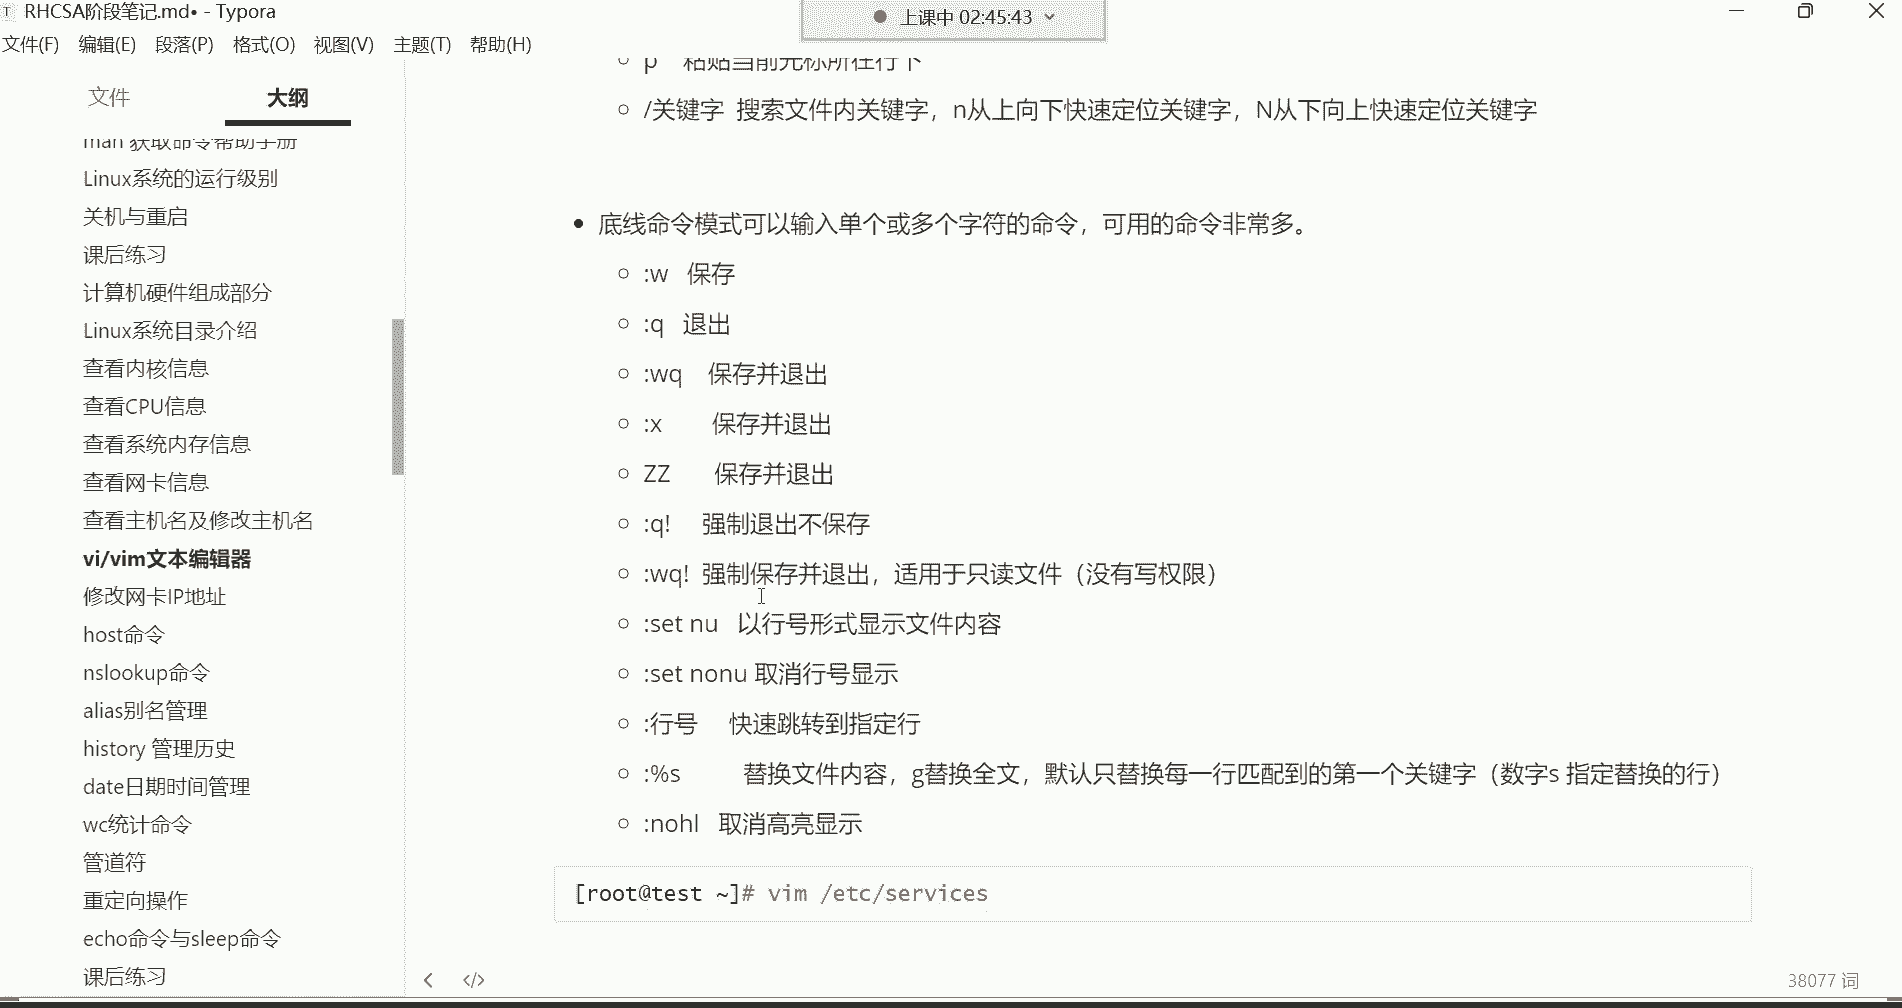 RHCSA阶段笔记.md• - Typora
上课中 02:45:43
文件(F) 编辑(E) 段落(P) 格式(O) 视图(V) 主题(T) 帮助(H)
文件 大纲
man 获取命令帮助手册
Linux系统的运行级别
关机与重启
课后练习
计算机硬件组成部分
Linux系统目录介绍
查看内核信息
查看CPU信息
查看系统内存信息
查看网卡信息
查看主机名及修改主机名
vi/vim文本编辑器
修改网卡IP地址
host命令
nslookup命令
alias别名管理
history 管理历史
date日期时间管理
wc统计命令
管道符
重定向操作
echo命令与sleep命令
课后练习
p 粘贴当前光标所在行下
/关键字 搜索文件内关键字，n从上向下快速定位关键字，N从下向上快速定位关键字
底线命令模式可以输入单个或多个字符的命令，可用的命令非常多。
:w 保存
:q 退出
:wq 保存并退出
:x 保存并退出
ZZ 保存并退出
:q! 强制退出不保存
:wq! 强制保存并退出，适用于只读文件（没有写权限）
:set nu 以行号形式显示文件内容
:set nonu 取消行号显示
:行号 快速跳转到指定行
:%s 替换文件内容，g替换全文，默认只替换每一行匹配到的第一个关键字（数字s 指定替换的行）
:nohl 取消高亮显示
[root@test ~]# vim /etc/services
38077 词